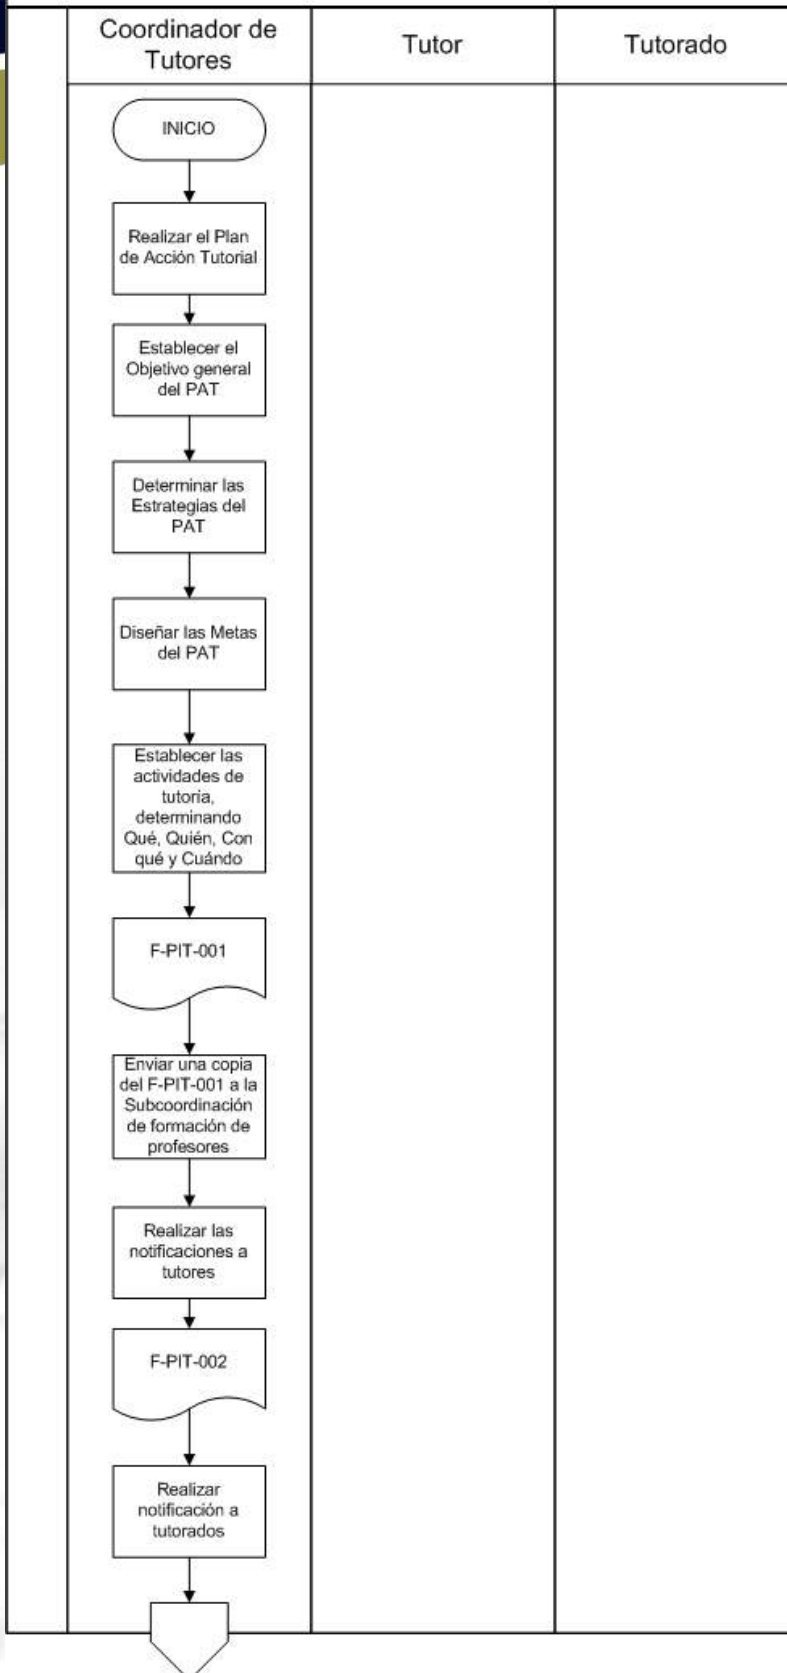 Coordinador de
Tutores
Tutor
Tutorado
INICIO
Realizar el Plan
de Acción Tutorial
Establecer el
Objetivo general
del PAT
Determinar las
Estrategias del
PAT
Diseñar las Metas
del PAT
Establecer las
actividades de
tutoría,
determinando
Qué, Quién, Con
qué y Cuándo
F-PIT-001
Enviar una copia
del F-PIT-001 a la
Subcoordinación
de formación de
profesores
Realizar las
notificaciones a
tutores
F-PIT-002
Realizar
notificación a
tutorados